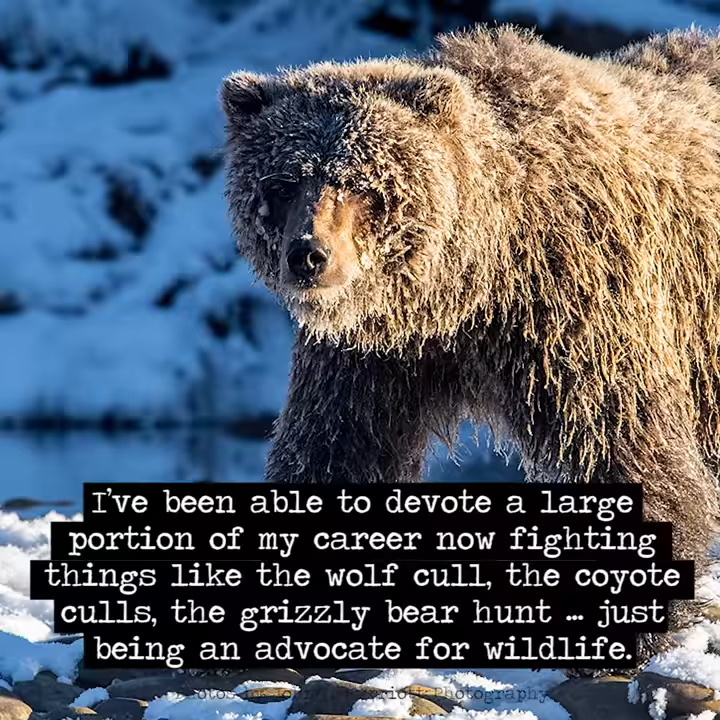 I've been able to devote a large
portion of my career now fighting
things like the wolf cull, the coyote
culls, the grizzly bear hunt … just
being an advocate for wildlife.
Photography